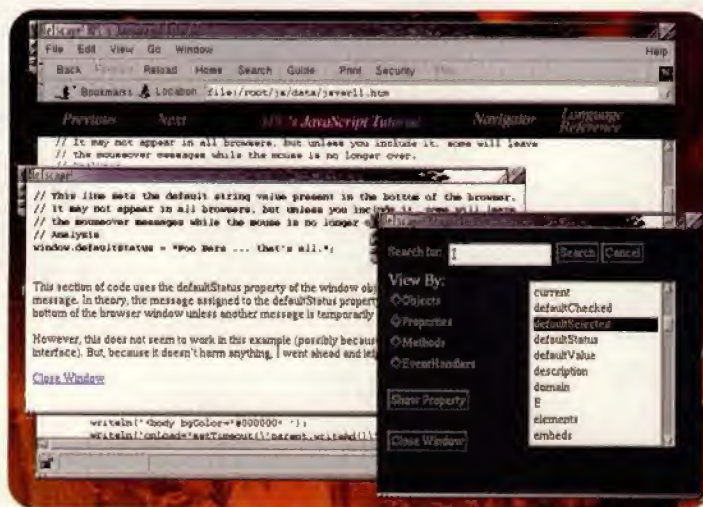 File Edit View Go Window Help
Back Reload Home Search Guide Print Security
Bookmarks Location file:/root/js/data/javer11.htm
Previous Next JavaScript Tutorial Navigator Language Reference
// It may not appear in all browsers, but unless you include it, some will leave
// the mouseover messages while the mouse is no longer over.
// This line sets the default string value present in the bottom of the browser.
// It may not appear in all browsers, but unless you include it, some will leave
// the mouseover messages while the mouse is no longer
// Analysis
window.defaultStatus = "Foo Bars ... that's all.";
This section of code uses the defaultStatus property of the window
message. In theory, the message assigned to the defaultStatus property
bottom of the browser window unless another message is temporarily
However, this does not seem to work in this example (possibly because
interface). But, because it doesn't harm anything, I went ahead and
Close Window
writeln('<body bgColor="#000000" ');
writeln('onload="setTimeout(\'parent.writeHd()\'
Search for: Search Cancel
View By:
Objects
Properties
Methods
EventHandlers
Show Property
Close Window
current
defaultChecked
defaultSelected
defaultStatus
defaultValue
description
domain
E
elements
embeds